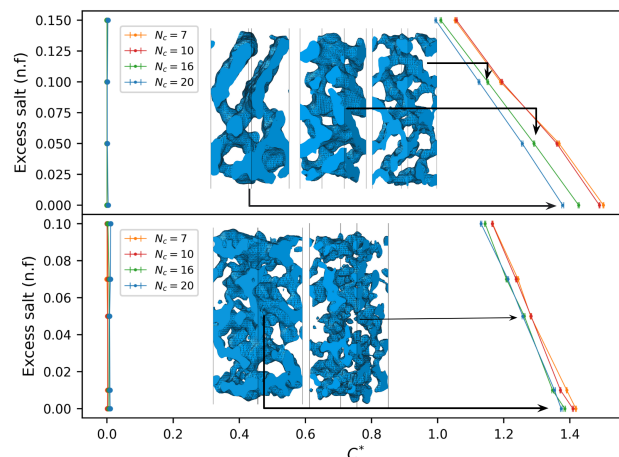 0.150
0.125
0.100
0.075
0.050
0.025
0.000
Excess salt (n.f)
N_c = 7
N_c = 10
N_c = 16
N_c = 20
0.10
0.08
0.06
0.04
0.02
0.00
Excess salt (n.f)
N_c = 7
N_c = 10
N_c = 16
N_c = 20
0.0 0.2 0.4 0.6 0.8 1.0 1.2 1.4
C*